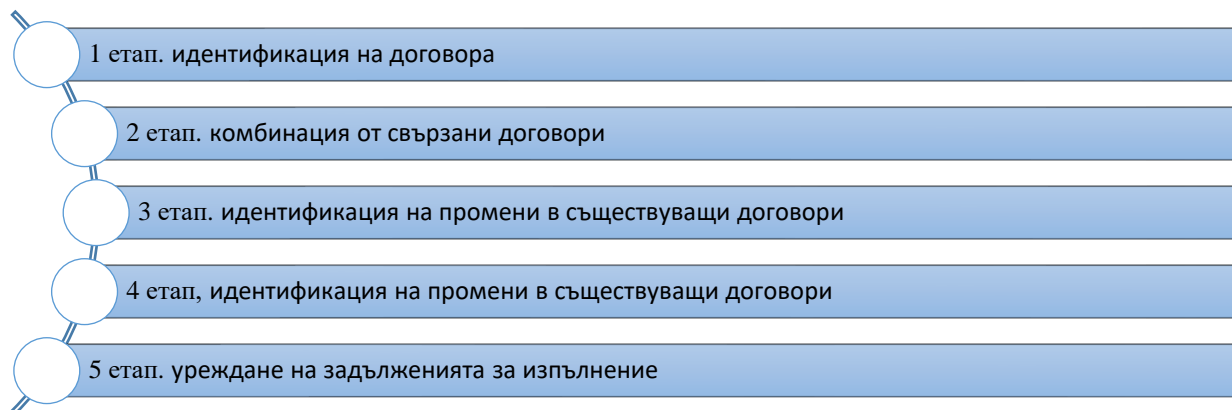 1 етап. идентификация на договора
2 етап. комбинация от свързани договори
3 етап. идентификация на промени в съществуващи договори
4 етап, идентификация на промени в съществуващи договори
5 етап. уреждане на задълженията за изпълнение